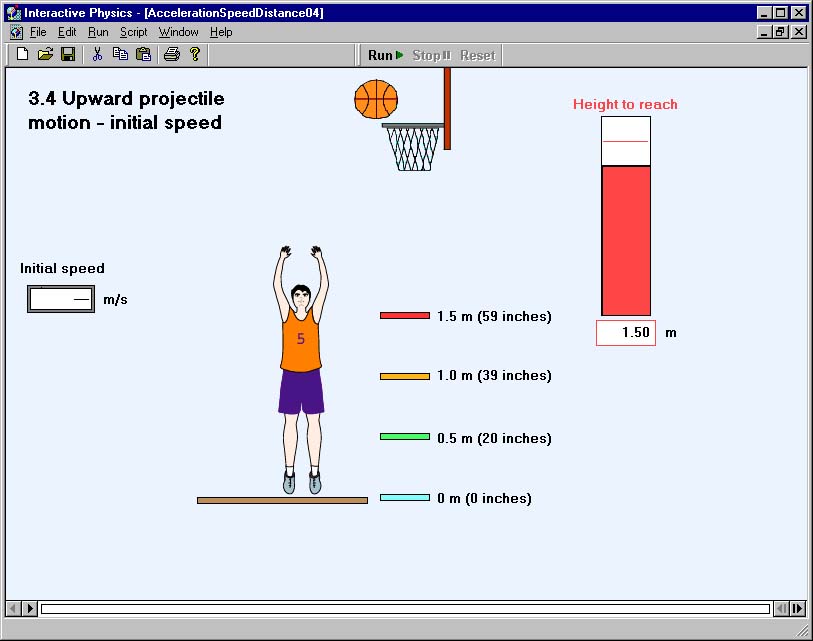 Interactive Physics - [AccelerationSpeedDistance04]
File Edit Run Script Window Help
Run Stop Reset
3.4 Upward projectile
motion - initial speed
Height to reach
Initial speed
— m/s
5
1.5 m (59 inches)
1.50 m
1.0 m (39 inches)
0.5 m (20 inches)
0 m (0 inches)